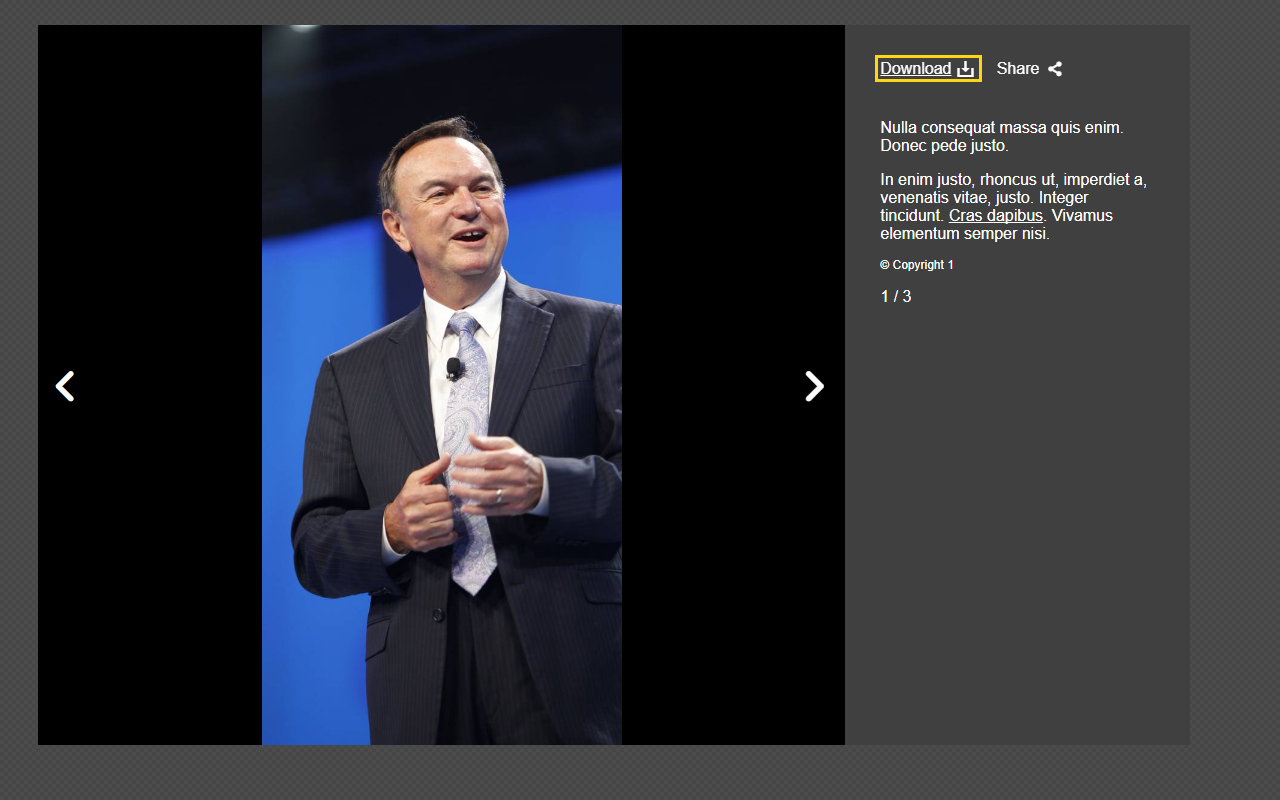 Download Share
Nulla consequat massa quis enim.
Donec pede justo.
In enim justo, rhoncus ut, imperdiet a,
venenatis vitae, justo. Integer
tincidunt. Cras dapibus. Vivamus
elementum semper nisi.
© Copyright 1
1 / 3